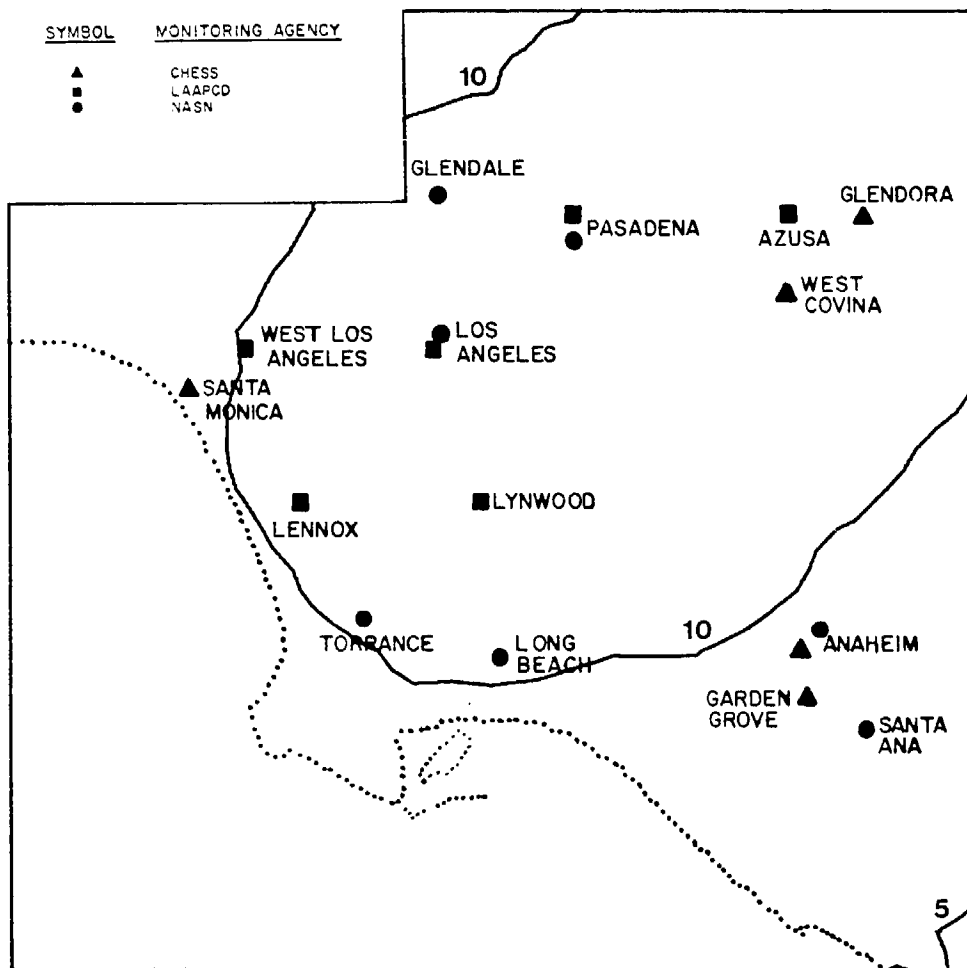 SYMBOL MONITORING AGENCY
CHESS
LAAPCD
NASN
10
GLENDALE
PASADENA
AZUSA
GLENDORA
WEST
COVINA
WEST LOS
ANGELES
LOS
ANGELES
SANTA
MONICA
LENNOX
LYNWOOD
TORRANCE
LONG
BEACH
10
ANAHEIM
GARDEN
GROVE
SANTA
ANA
5